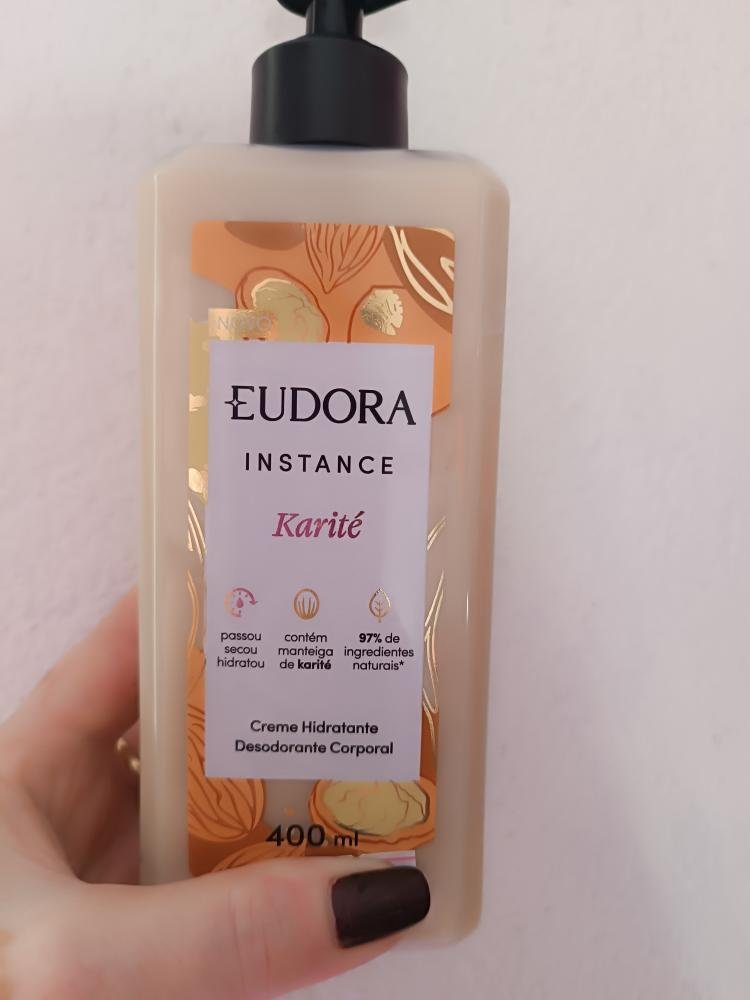 NOVO
EUDORA
INSTANCE
Karité
passou
secou
hidratou
contém
manteiga
de karité
97% de
ingredientes
naturais*
Creme Hidratante
Desodorante Corporal
400 ml